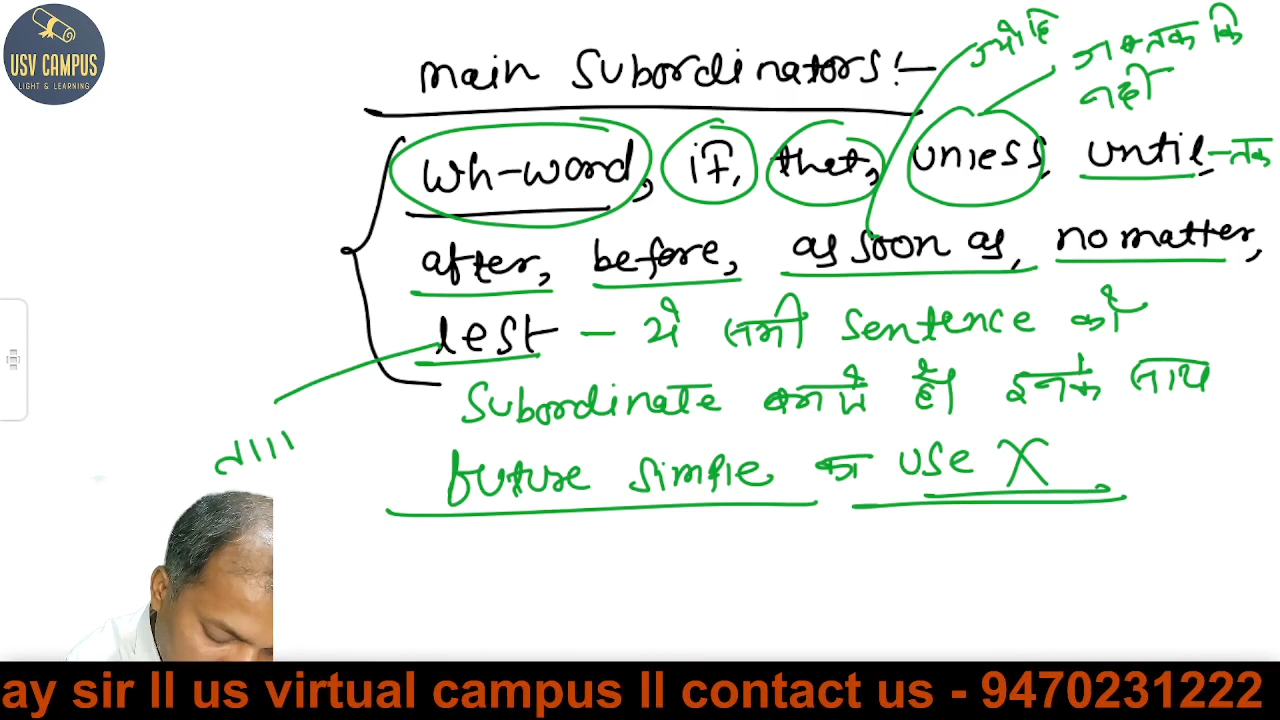 USV CAMPUS
LIGHT & LEARNING
main Subordinators:-
ज्योहि
जब तक कि
नहीं
Wh-word, if, that, unless, until - तक
after, before, as soon as, no matter,
lest - ये सभी sentence को
Subordinate बनाते है। इनके साथ
future simple का use X
ay sir ll us virtual campus ll contact us - 9470231222